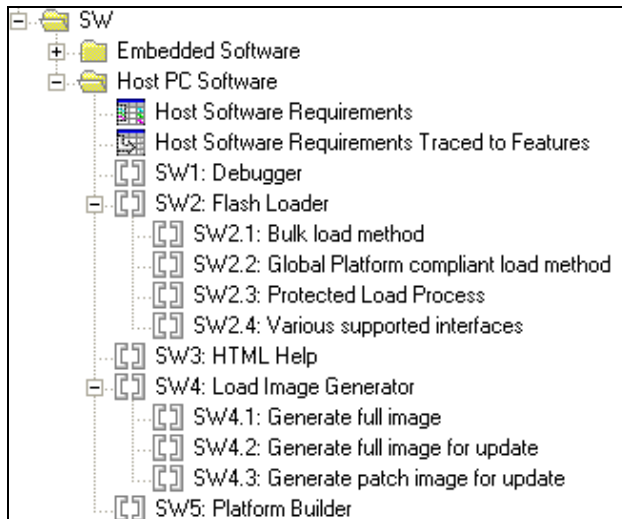 SW
Embedded Software
Host PC Software
Host Software Requirements
Host Software Requirements Traced to Features
SW1: Debugger
SW2: Flash Loader
SW2.1: Bulk load method
SW2.2: Global Platform compliant load method
SW2.3: Protected Load Process
SW2.4: Various supported interfaces
SW3: HTML Help
SW4: Load Image Generator
SW4.1: Generate full image
SW4.2: Generate full image for update
SW4.3: Generate patch image for update
SW5: Platform Builder